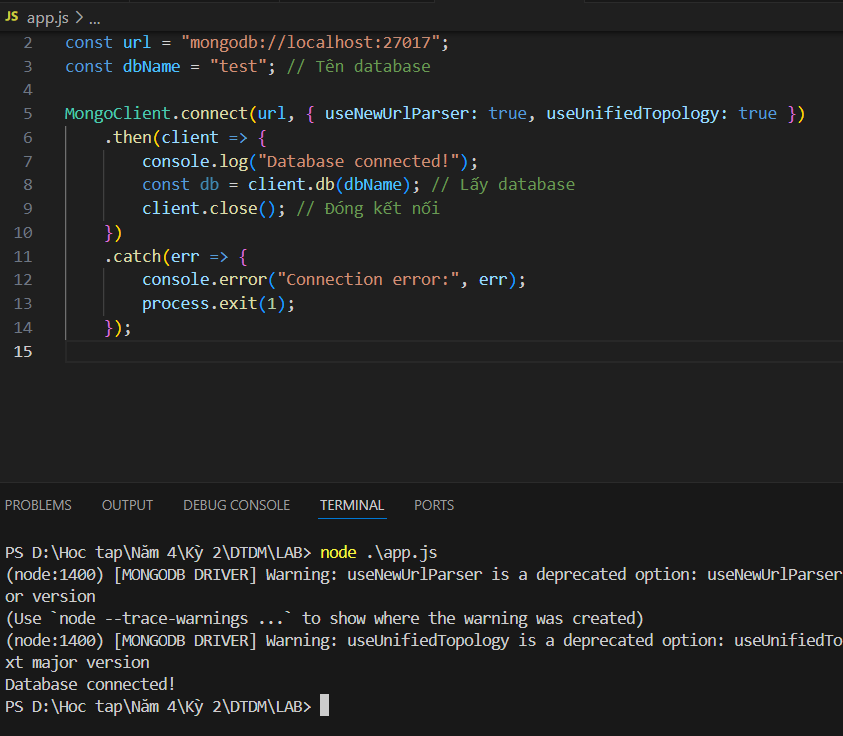 JS app.js > ...
2 const url = "mongodb://localhost:27017";
3 const dbName = "test"; // Tên database
4
5 MongoClient.connect(url, { useNewUrlParser: true, useUnifiedTopology: true })
6 .then(client => {
7 console.log("Database connected!");
8 const db = client.db(dbName); // Lấy database
9 client.close(); // Đóng kết nối
10 })
11 .catch(err => {
12 console.error("Connection error:", err);
13 process.exit(1);
14 });
15
PROBLEMS OUTPUT DEBUG CONSOLE TERMINAL PORTS
PS D:\Hoc tap\Năm 4\Kỳ 2\DTDM\LAB> node .\app.js
(node:1400) [MONGODB DRIVER] Warning: useNewUrlParser is a deprecated option: useNewUrlParser
or version
(Use `node --trace-warnings ...` to show where the warning was created)
(node:1400) [MONGODB DRIVER] Warning: useUnifiedTopology is a deprecated option: useUnifiedTo
xt major version
Database connected!
PS D:\Hoc tap\Năm 4\Kỳ 2\DTDM\LAB>